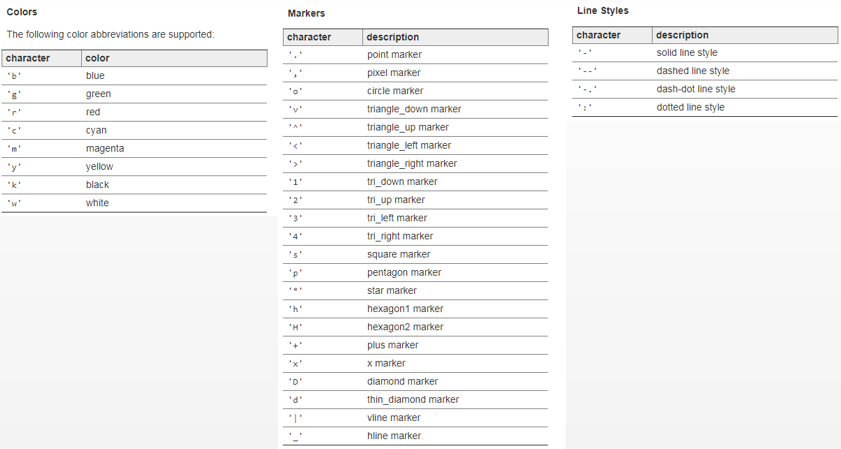 Colors
The following color abbreviations are supported:
character color
'b' blue
'g' green
'r' red
'c' cyan
'm' magenta
'y' yellow
'k' black
'w' white
Markers
character description
'.' point marker
',' pixel marker
'o' circle marker
'v' triangle_down marker
'^' triangle_up marker
'<' triangle_left marker
'>' triangle_right marker
'1' tri_down marker
'2' tri_up marker
'3' tri_left marker
'4' tri_right marker
's' square marker
'p' pentagon marker
'*' star marker
'h' hexagon1 marker
'H' hexagon2 marker
'+' plus marker
'x' x marker
'D' diamond marker
'd' thin_diamond marker
'|' vline marker
'_' hline marker
Line Styles
character description
'-' solid line style
'--' dashed line style
'-.' dash-dot line style
':' dotted line style